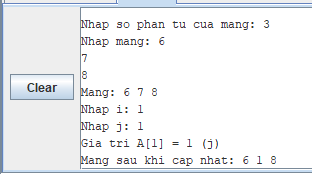 Nhap so phan tu cua mang: 3
Nhap mang: 6
7
8
Clear
Mang: 6 7 8
Nhap i: 1
Nhap j: 1
Gia tri A[1] = 1 (j)
Mang sau khi cap nhat: 6 1 8